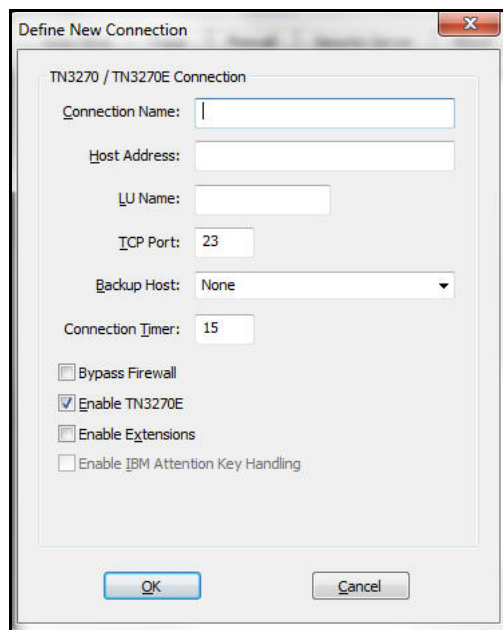 Define New Connection
TN3270 / TN3270E Connection
Connection Name:
Host Address:
LU Name:
TCP Port: 23
Backup Host: None
Connection Timer: 15
Bypass Firewall
Enable TN3270E
Enable Extensions
Enable IBM Attention Key Handling
OK Cancel